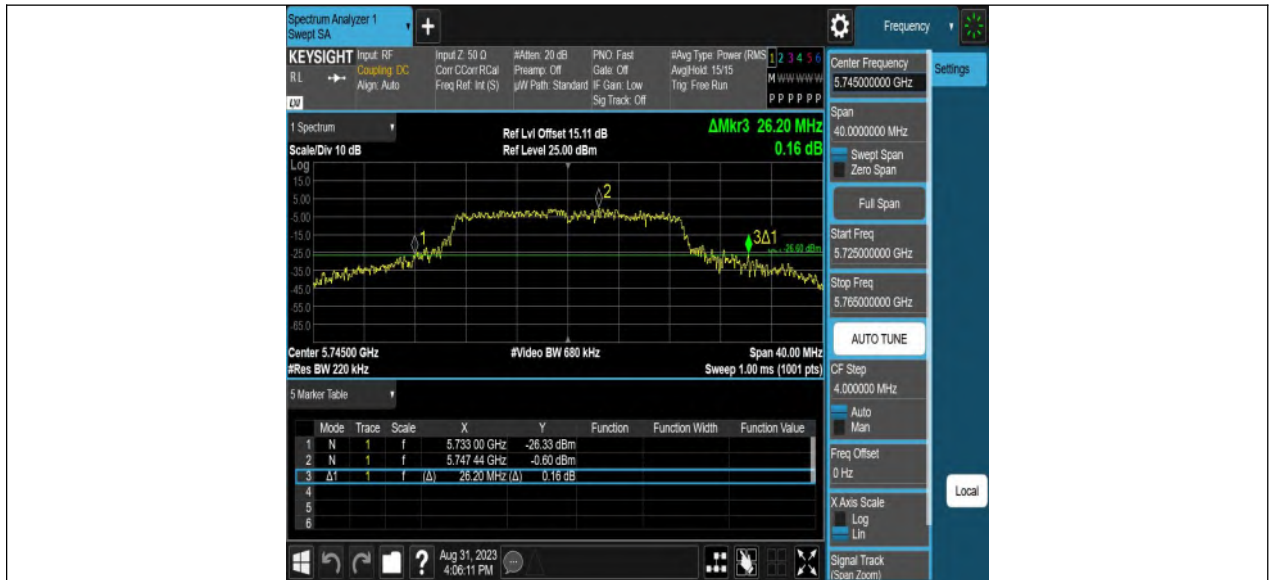 Spectrum Analyzer 1
Swept SA
Frequency
KEYSIGHT
RL
LXI
Input: RF
Coupling: DC
Align: Auto
Input Z: 50 Ω
Corr CCorr RCal
Freq Ref: Int (S)
#Atten: 20 dB
Preamp: Off
µW Path: Standard
PNO: Fast
Gate: Off
IF Gain: Low
Sig Track: Off
#Avg Type: Power (RMS
Avg|Hold: 15/15
Trig: Free Run
1 2 3 4 5 6
M W W W W W
P P P P P P
1 Spectrum
Scale/Div 10 dB
Ref Lvl Offset 15.11 dB
Ref Level 25.00 dBm
ΔMkr3 26.20 MHz
0.16 dB
Log
15.0
5.00
-5.00
-15.0
-25.0
-35.0
-45.0
-55.0
-65.0
1
2
3Δ1
-26.60 dBm
Center 5.74500 GHz
#Res BW 220 kHz
#Video BW 680 kHz
Span 40.00 MHz
Sweep 1.00 ms (1001 pts)
5 Marker Table
Mode Trace Scale X Y Function Function Width Function Value
1 N 1 f 5.733 00 GHz -26.33 dBm
2 N 1 f 5.747 44 GHz -0.60 dBm
3 Δ1 1 f (Δ) 26.20 MHz (Δ) 0.16 dB
4
5
6
Aug 31, 2023
4:06:11 PM
Center Frequency
5.745000000 GHz
Settings
Span
40.0000000 MHz
Swept Span
Zero Span
Full Span
Start Freq
5.725000000 GHz
Stop Freq
5.765000000 GHz
AUTO TUNE
CF Step
4.000000 MHz
Auto
Man
Freq Offset
0 Hz
X Axis Scale
Log
Lin
Local
Signal Track
(Span Zoom)